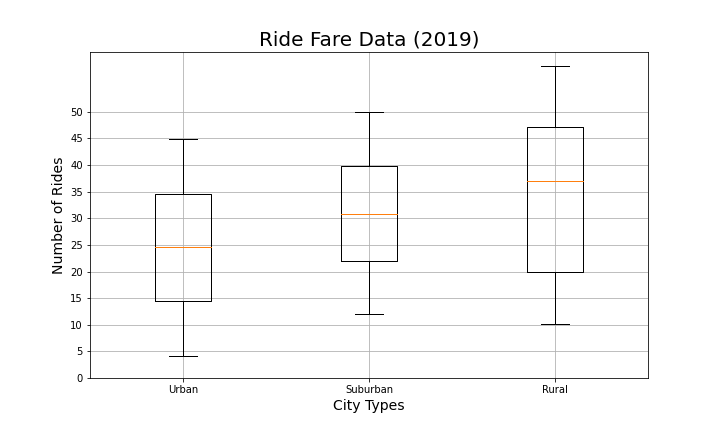 Ride Fare Data (2019)
Number of Rides
50
45
40
35
30
25
20
15
10
5
0
Urban
Suburban
Rural
City Types